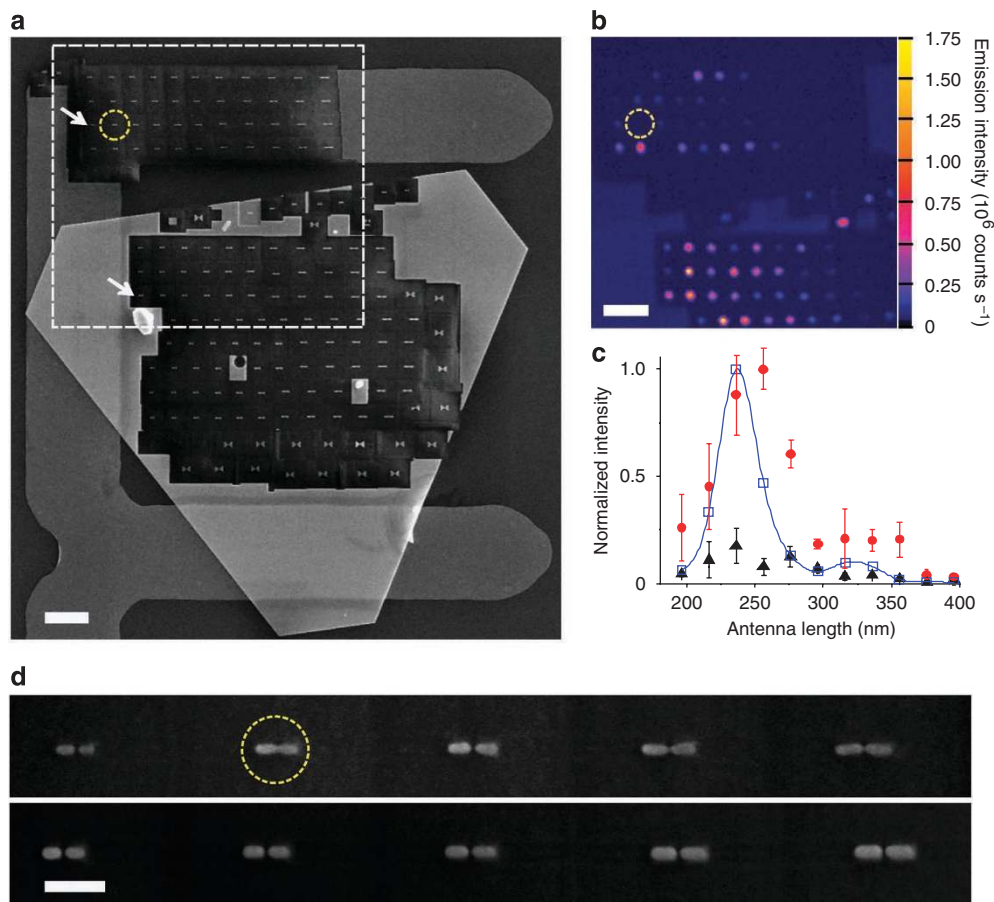 a
b
1.75
1.50
1.25
1.00
0.75
0.50
0.25
0
Emission intensity (10⁶ counts s⁻¹)
c
1.0
0.5
0
Normalized intensity
200
250
300
350
400
Antenna length (nm)
d